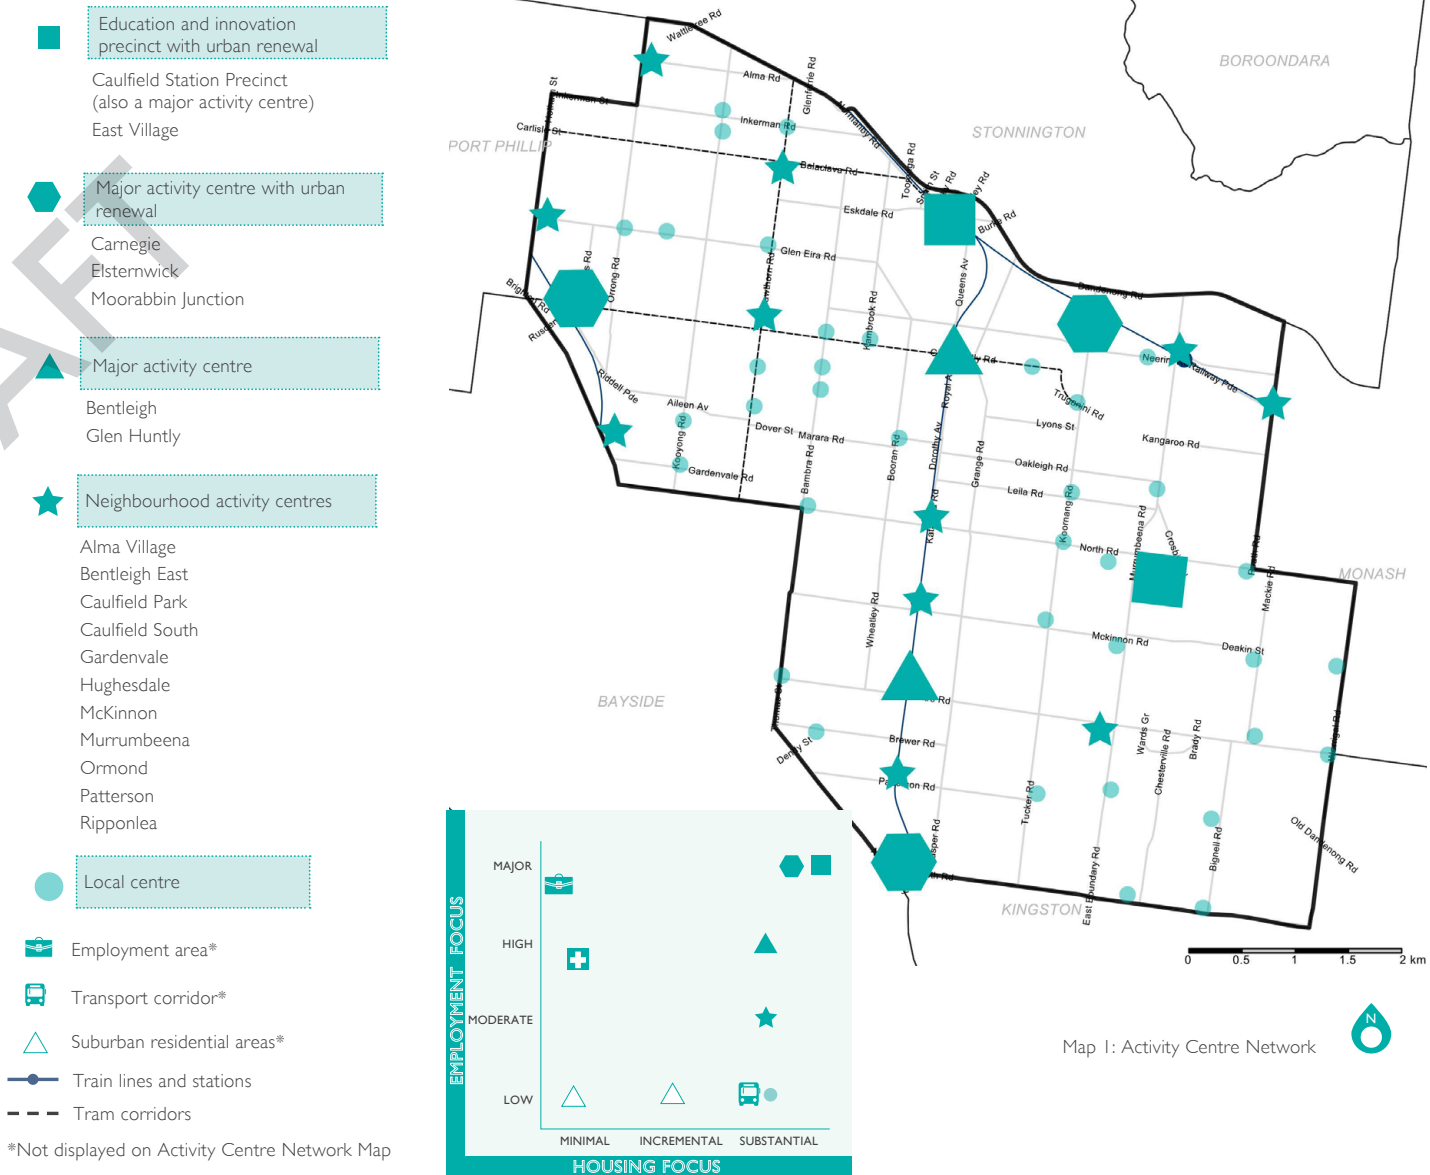 Education and innovation
precinct with urban renewal
Caulfield Station Precinct
(also a major activity centre)
East Village
Major activity centre with urban
renewal
Carnegie
Elsternwick
Moorabbin Junction
Major activity centre
Bentleigh
Glen Huntly
Neighbourhood activity centres
Alma Village
Bentleigh East
Caulfield Park
Caulfield South
Gardenvale
Hughesdale
McKinnon
Murrumbeena
Ormond
Patterson
Ripponlea
Local centre
Employment area*
Transport corridor*
Suburban residential areas*
Train lines and stations
Tram corridors
*Not displayed on Activity Centre Network Map
BOROONDARA
STONNINGTON
PORT PHILLIP
MONASH
BAYSIDE
KINGSTON
Wattletree Rd
Alma Rd
Glenferrie Rd
Inkerman St
Inkerman Rd
Normanby Rd
Carlisle St
Balaclava Rd
Eskdale Rd
Burke Rd
Glen Eira Rd
Queens Av
Dandenong Rd
Orrong Rd
Brighton Rd
Kambrook Rd
Railway Pde
Riddell Pde
Aileen Av
Kooyong Rd
Dover St
Marara Rd
Gardenvale Rd
Bambra Rd
Booran Rd
Dorothy Av
Grange Rd
Truganini Rd
Lyons St
Kangaroo Rd
Oakleigh Rd
Leila Rd
Koornang Rd
North Rd
Murrumbeena Rd
Mackie Rd
Wheatley Rd
Mckinnon Rd
Deakin St
Brewer Rd
Wards Gr
Chesterville Rd
Brady Rd
Tucker Rd
East Boundary Rd
Bignell Rd
Old Dandenong Rd
0 0.5 1 1.5 2 km
N
Map 1: Activity Centre Network
EMPLOYMENT FOCUS
MAJOR
HIGH
MODERATE
LOW
MINIMAL INCREMENTAL SUBSTANTIAL
HOUSING FOCUS